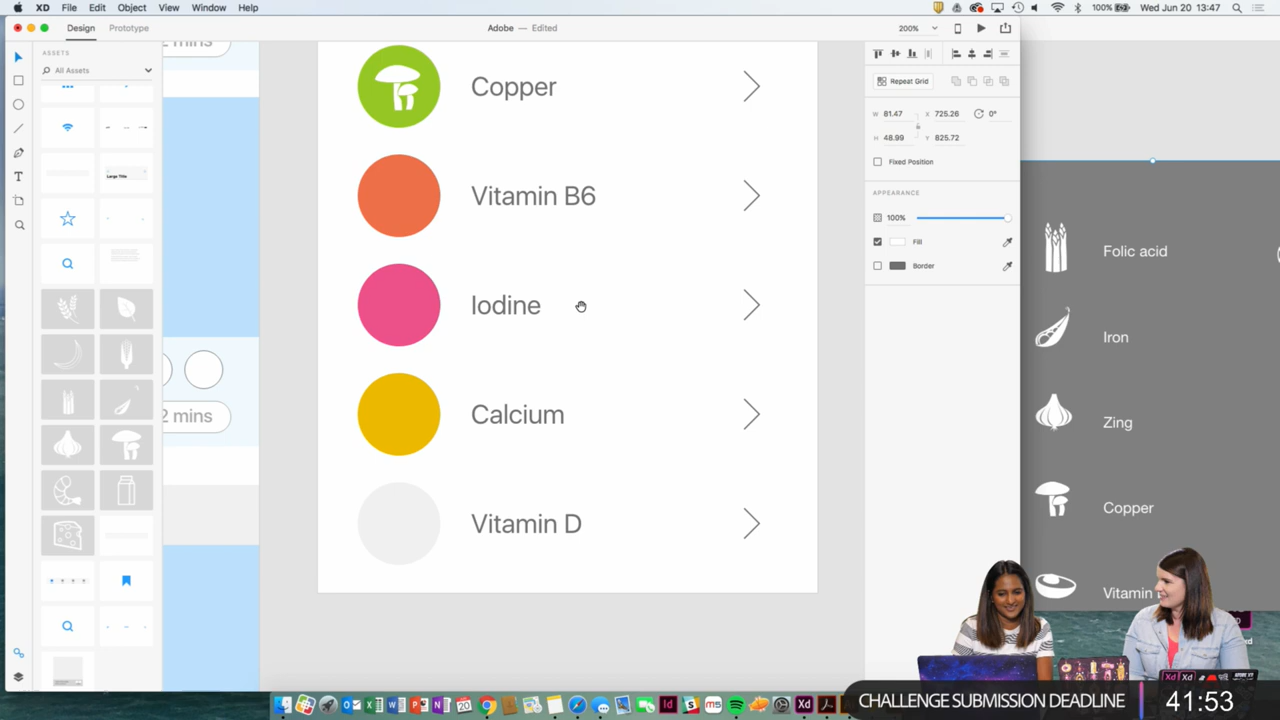 XD File Edit Object View Window Help
100% Wed Jun 20 13:47
Design Prototype
Adobe — Edited
200%
ASSETS
All Assets
Large Title
2 mins
Copper
Vitamin B6
Iodine
Calcium
Vitamin D
Repeat Grid
W 81.47 X 725.26 0°
H 48.99 Y 825.72
Fixed Position
APPEARANCE
100%
Fill
Border
Folic acid
Iron
Zing
Copper
Vitamin
CHALLENGE SUBMISSION DEADLINE 41:53